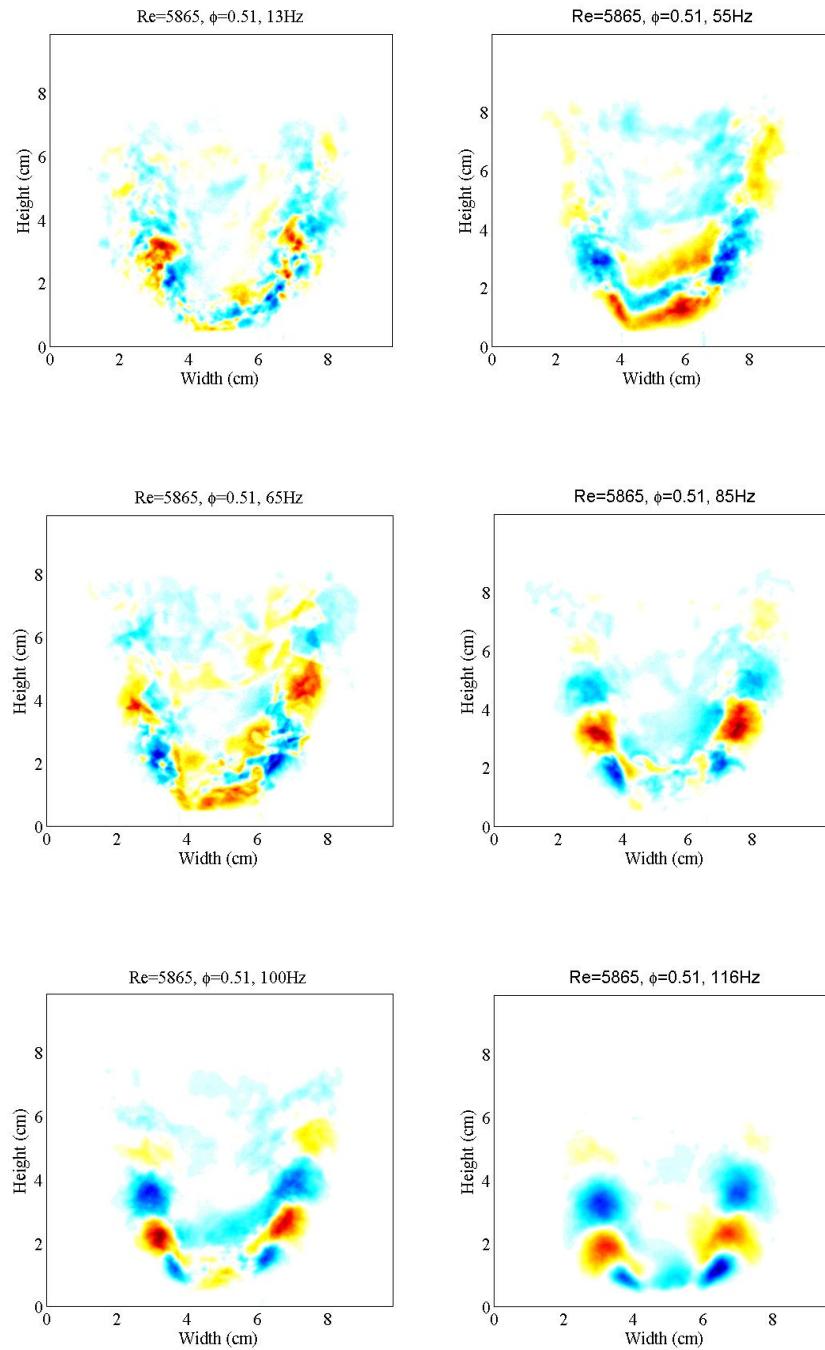 Re=5865, ϕ=0.51, 13Hz
Height (cm)
8
6
4
2
0
0 2 4 6 8
Width (cm)
Re=5865, ϕ=0.51, 55Hz
Height (cm)
8
6
4
2
0
0 2 4 6 8
Width (cm)
Re=5865, ϕ=0.51, 65Hz
Height (cm)
8
6
4
2
0
0 2 4 6 8
Width (cm)
Re=5865, ϕ=0.51, 85Hz
Height (cm)
8
6
4
2
0
0 2 4 6 8
Width (cm)
Re=5865, ϕ=0.51, 100Hz
Height (cm)
8
6
4
2
0
0 2 4 6 8
Width (cm)
Re=5865, ϕ=0.51, 116Hz
Height (cm)
8
6
4
2
0
0 2 4 6 8
Width (cm)